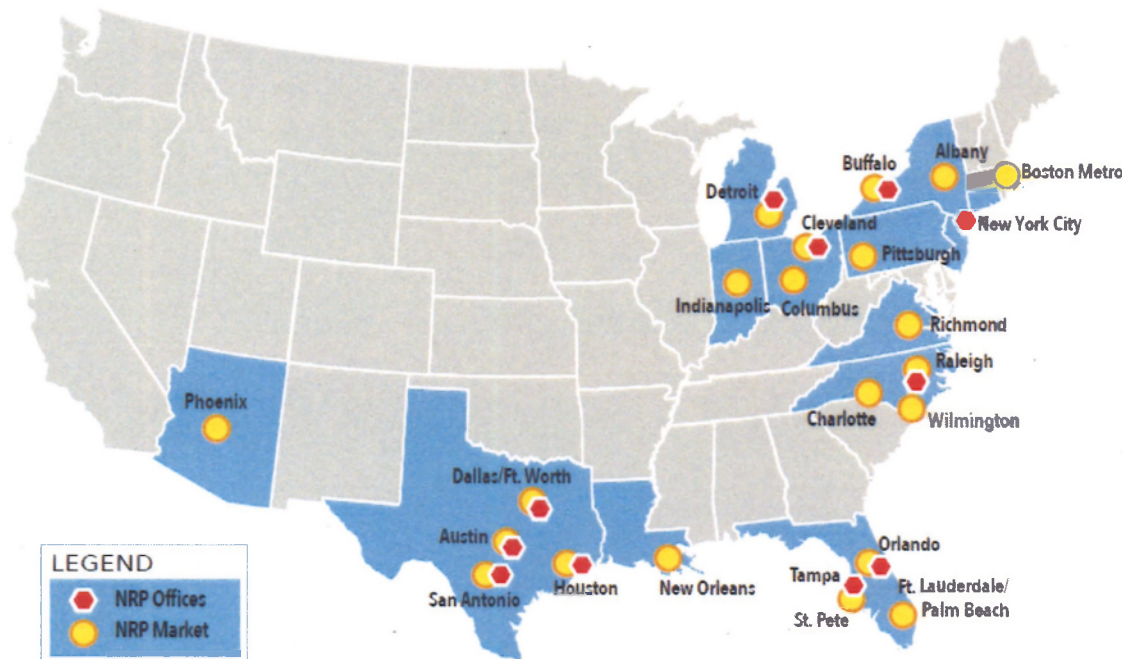 Albany
Buffalo
Boston Metro
Detroit
Cleveland
New York City
Pittsburgh
Indianapolis
Columbus
Richmond
Raleigh
Phoenix
Charlotte
Wilmington
Dallas/Ft. Worth
Austin
Orlando
LEGEND
Tampa
Ft. Lauderdale/
Palm Beach
NRP Offices
San Antonio
Houston
New Orleans
St. Pete
NRP Market